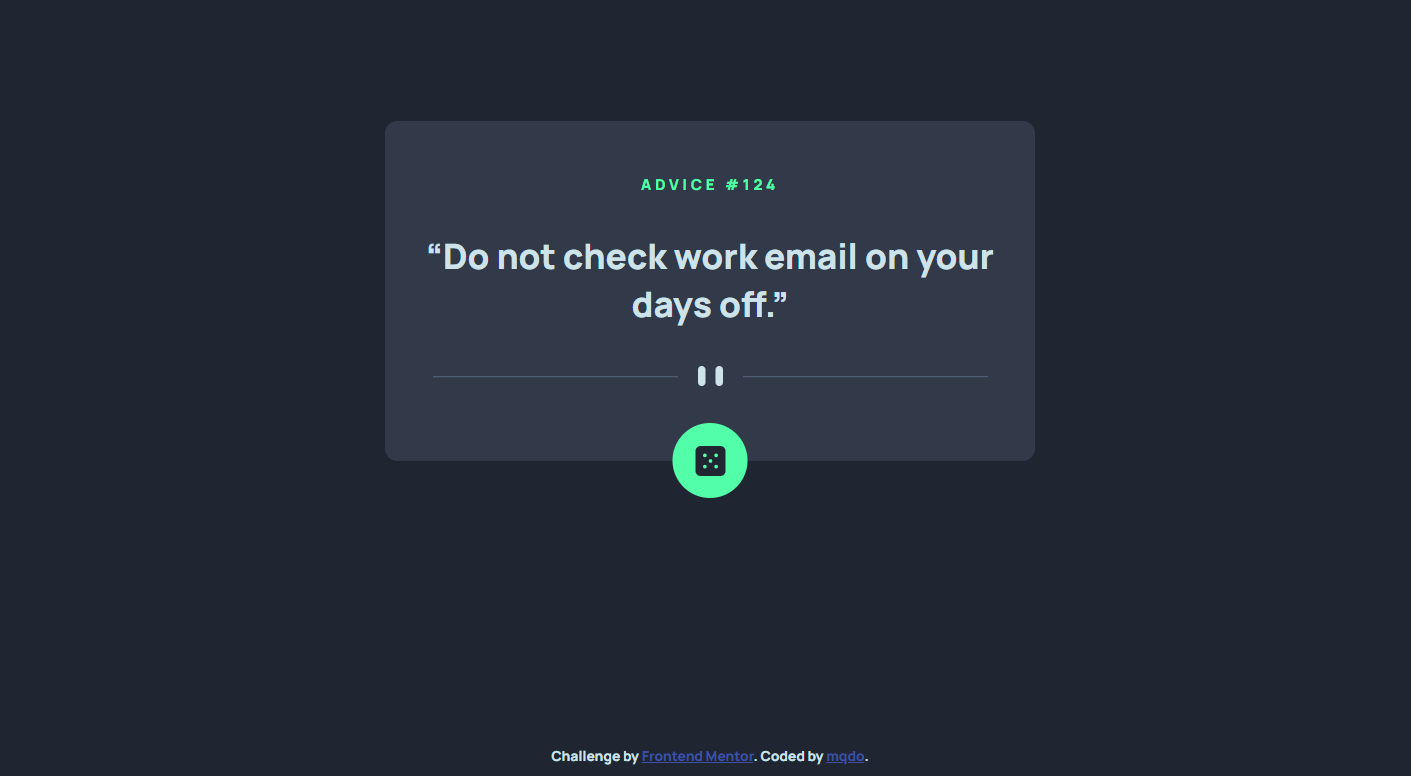 ADVICE #124
“Do not check work email on your
days off.”
Challenge by Frontend Mentor. Coded by mqdo.